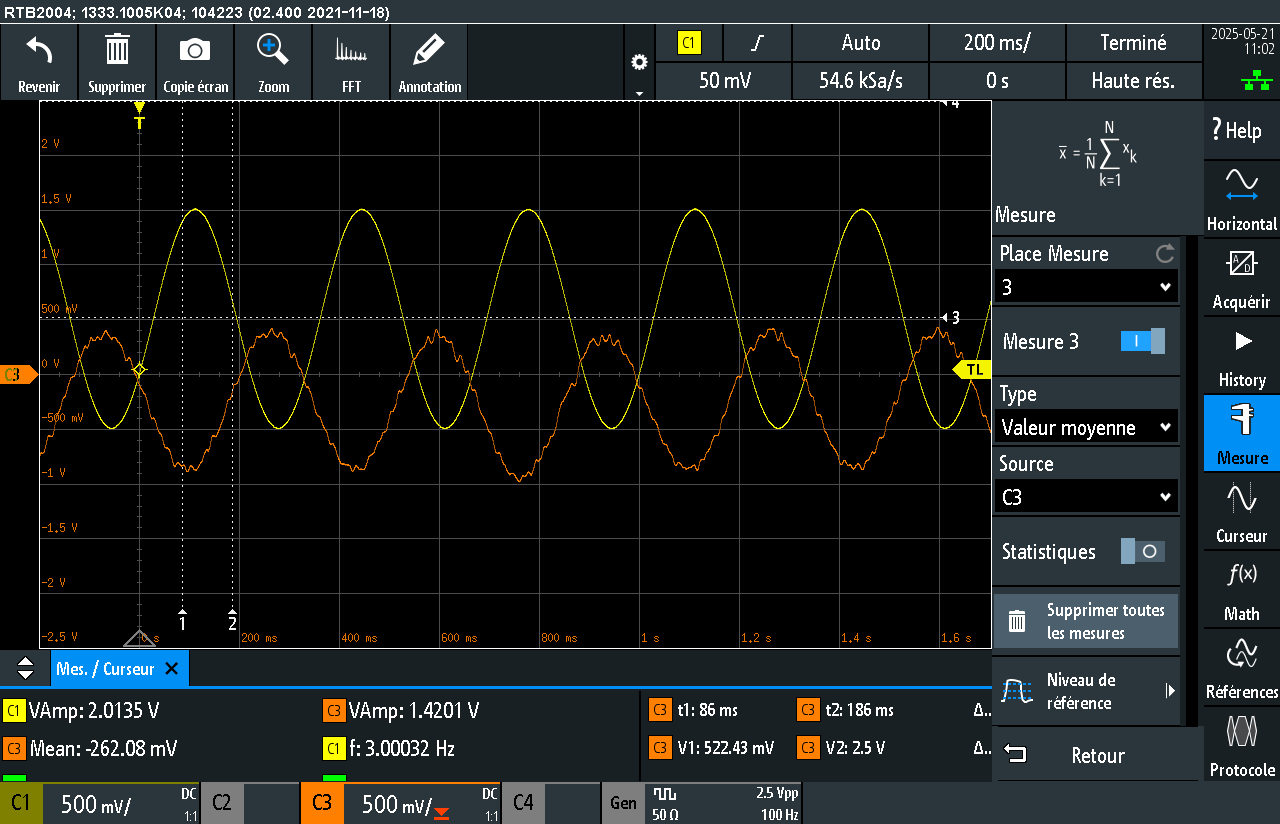 RTB2004; 1333.1005K04; 104223 (02.400 2021-11-18)
Revenir
Supprimer
Copie écran
Zoom
FFT
Annotation
C1
Auto
200 ms/
Terminé
50 mV
54.6 kSa/s
0 s
Haute rés.
2025-05-21
11:02
T
4
2 V
1.5 V
1 V
500 mV
0 V
-500 mV
-1 V
-1.5 V
-2 V
-2.5 V
C3
3
TL
1
2
0 s
200 ms
400 ms
600 ms
800 ms
1 s
1.2 s
1.4 s
1.6 s
x̄ = 1/N N ∑ k=1 xk
Mesure
Place Mesure
3
Mesure 3
Type
Valeur moyenne
Source
C3
Statistiques
Supprimer toutes
les mesures
Niveau de
référence
Retour
? Help
Horizontal
A/D
Acquérir
History
Mesure
Curseur
f(x)
Math
Références
Protocole
Mes. / Curseur
C1 VAmp: 2.0135 V
C3 VAmp: 1.4201 V
C3 t1: 86 ms
C3 t2: 186 ms
Δ..
C3 Mean: -262.08 mV
C1 f: 3.00032 Hz
C3 V1: 522.43 mV
C3 V2: 2.5 V
Δ..
C1
500 mV/
DC
1:1
C2
C3
500 mV/
DC
1:1
C4
Gen
2.5 Vpp
50 Ω
100 Hz